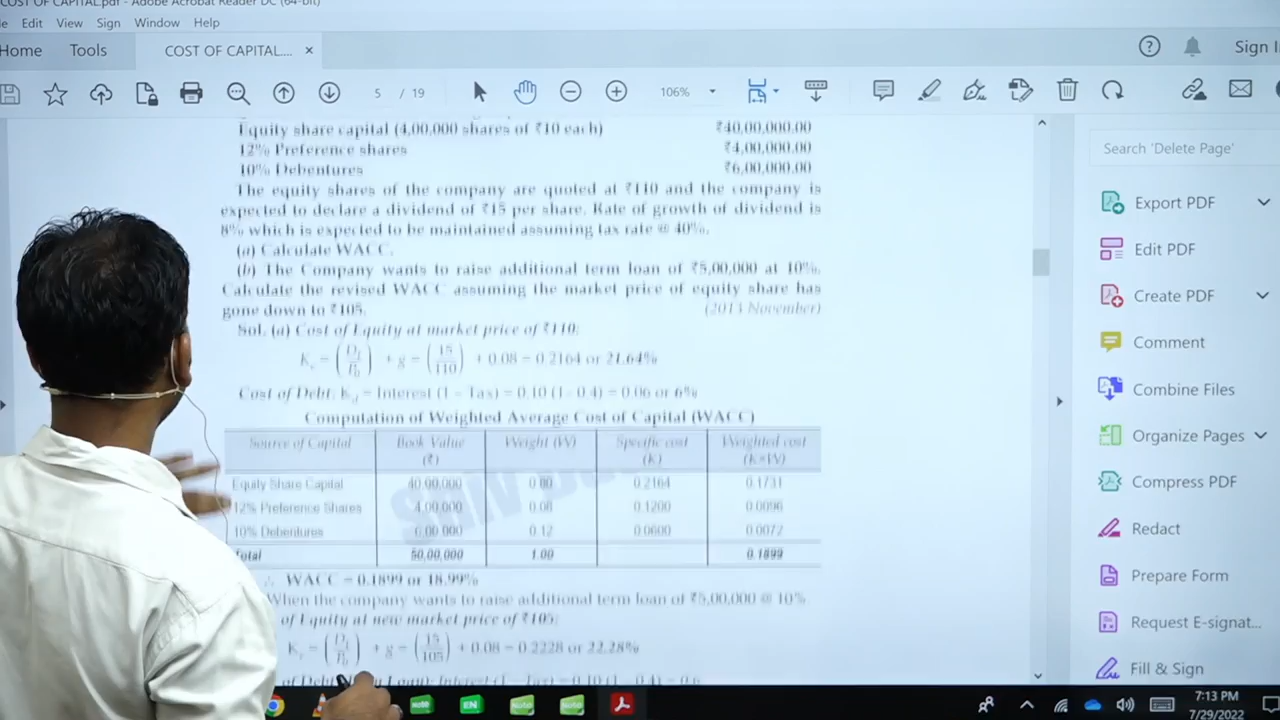 COST OF CAPITAL.pdf - Adobe Acrobat Reader DC (64-bit)
Edit View Sign Window Help
Home Tools COST OF CAPITAL.... × Sign I
5 / 19 106%
Equity share capital (4,00,000 shares of ₹10 each) ₹40,00,000.00
12% Preference shares ₹4,00,000.00
10% Debentures ₹6,00,000.00
The equity shares of the company are quoted at ₹110 and the company is
expected to declare a dividend of ₹15 per share. Rate of growth of dividend is
8% which is expected to be maintained assuming tax rate @ 40%.
(a) Calculate WACC.
(b) The Company wants to raise additional term loan of ₹5,00,000 at 10%.
Calculate the revised WACC assuming the market price of equity share has
gone down to ₹105. (2013 November)
Sol. (a) Cost of Equity at market price of ₹110:
Kₑ = (D₁/P₀) + g = (15/110) + 0.08 = 0.2164 or 21.64%
Cost of Debt, K_d = Interest (1 – Tax) = 0.10 (1 - 0.4) = 0.06 or 6%
Computation of Weighted Average Cost of Capital (WACC)
Source of Capital Book Value (₹) Weight (W) Specific cost (K) Weighted cost (K×W)
Equity Share Capital 40,00,000 0.80 0.2164 0.1731
12% Preference Shares 4,00,000 0.08 0.1200 0.0096
10% Debentures 6,00,000 0.12 0.0600 0.0072
Total 50,00,000 1.00 0.1899
∴ WACC = 0.1899 or 18.99%
When the company wants to raise additional term loan of ₹5,00,000 @ 10%
of Equity at new market price of ₹105:
Kₑ = (D₁/P₀) + g = (15/105) + 0.08 = 0.2228 or 22.28%
Search 'Delete Page'
Export PDF
Edit PDF
Create PDF
Comment
Combine Files
Organize Pages
Compress PDF
Redact
Prepare Form
Request E-signat...
Fill & Sign
EN
7:13 PM
7/29/2022